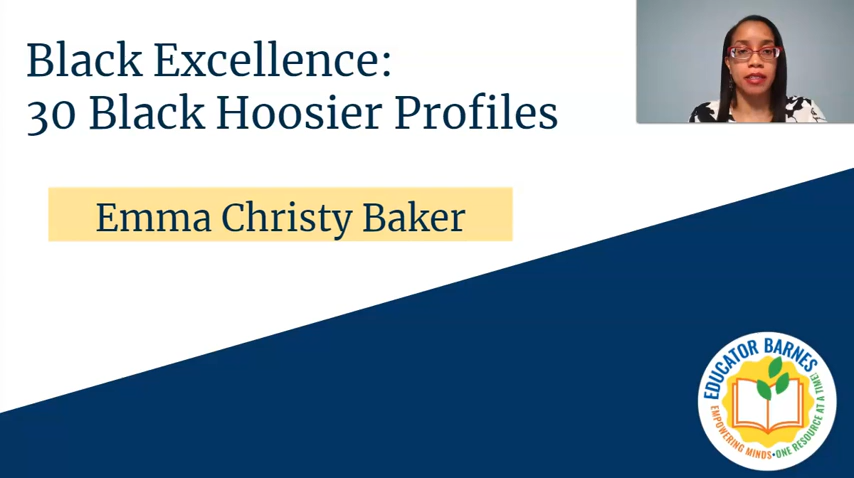 Black Excellence:
30 Black Hoosier Profiles
Emma Christy Baker
EDUCATOR BARNES
EMPOWERING MINDS•ONE RESOURCE AT A TIME!